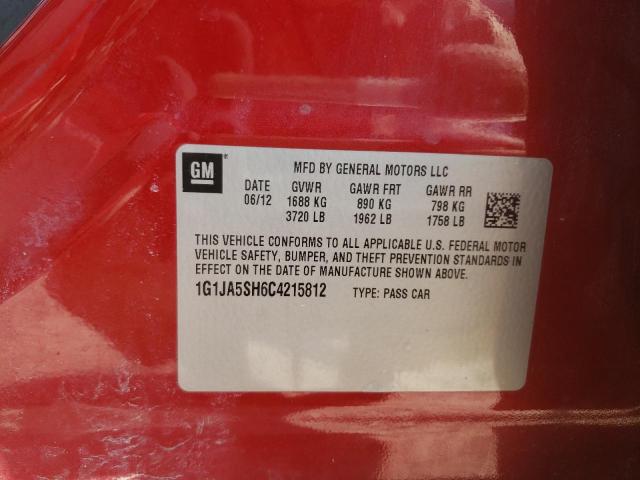 GM
MFD BY GENERAL MOTORS LLC
DATE GVWR GAWR FRT GAWR RR
06/12 1688 KG 890 KG 798 KG
3720 LB 1962 LB 1758 LB
THIS VEHICLE CONFORMS TO ALL APPLICABLE U.S. FEDERAL MOTOR
VEHICLE SAFETY, BUMPER, AND THEFT PREVENTION STANDARDS IN
EFFECT ON THE DATE OF MANUFACTURE SHOWN ABOVE.
1G1JA5SH6C4215812 TYPE: PASS CAR